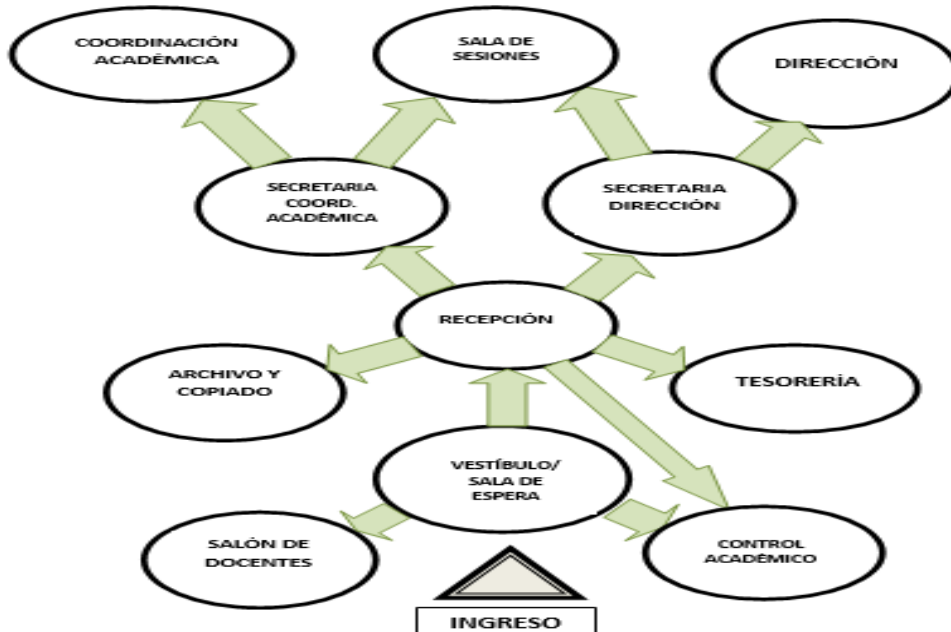 COORDINACIÓN
ACADÉMICA
SALA DE
SESIONES
DIRECCIÓN
SECRETARIA
COORD.
ACADÉMICA
SECRETARIA
DIRECCIÓN
RECEPCIÓN
ARCHIVO Y
COPIADO
TESORERÍA
VESTÍBULO/
SALA DE
ESPERA
SALÓN DE
DOCENTES
CONTROL
ACADÉMICO
INGRESO